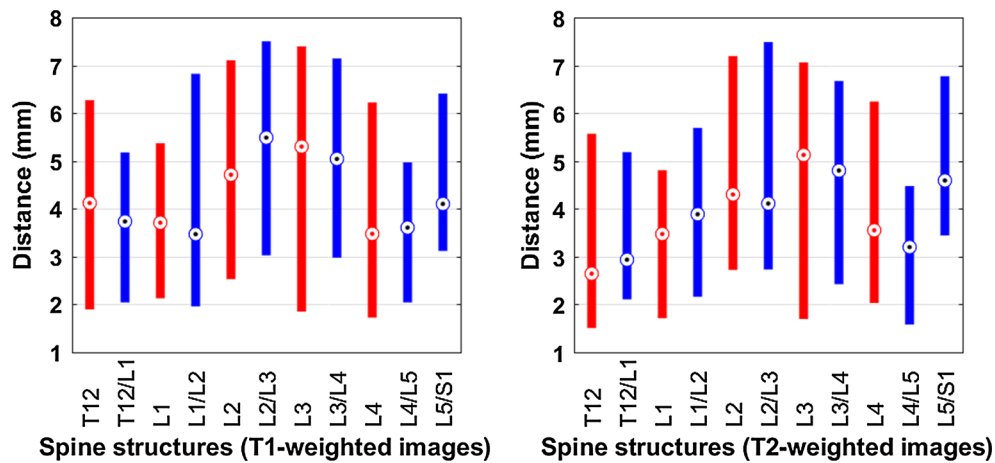 8
7
6
5
4
3
2
1
Distance (mm)
T12
T12/L1
L1
L1/L2
L2
L2/L3
L3
L3/L4
L4
L4/L5
L5/S1
Spine structures (T1-weighted images)
8
7
6
5
4
3
2
1
Distance (mm)
T12
T12/L1
L1
L1/L2
L2
L2/L3
L3
L3/L4
L4
L4/L5
L5/S1
Spine structures (T2-weighted images)